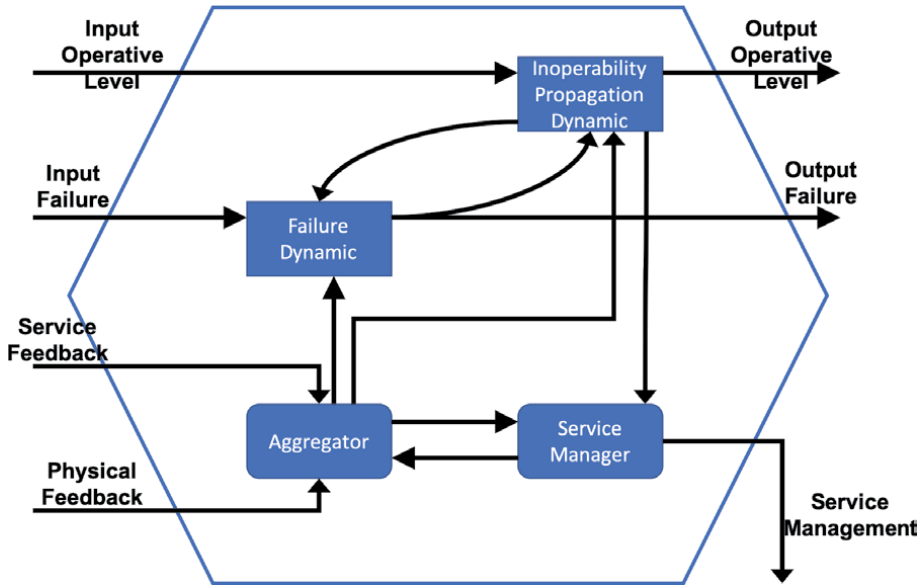 Input
Operative
Level
Output
Operative
Level
Inoperability
Propagation
Dynamic
Input
Failure
Output
Failure
Failure
Dynamic
Service
Feedback
Aggregator
Service
Manager
Physical
Feedback
Service
Management